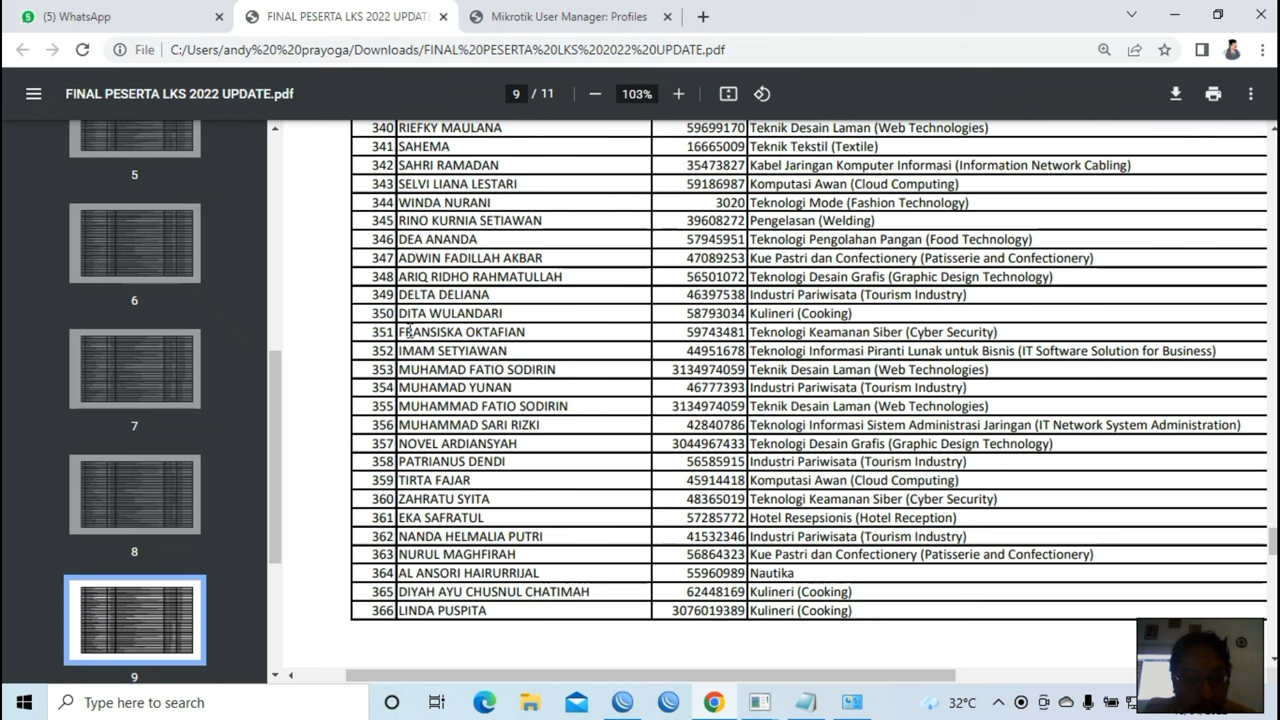 (5) WhatsApp
FINAL PESERTA LKS 2022 UPDATE
Mikrotik User Manager: Profiles
File C:/Users/andy%20%20prayoga/Downloads/FINAL%20PESERTA%20LKS%202022%20UPDATE.pdf
FINAL PESERTA LKS 2022 UPDATE.pdf
9 / 11
103%
5
6
7
8
9
340 RIEFKY MAULANA 59699170 Teknik Desain Laman (Web Technologies)
341 SAHEMA 16665009 Teknik Tekstil (Textile)
342 SAHRI RAMADAN 35473827 Kabel Jaringan Komputer Informasi (Information Network Cabling)
343 SELVI LIANA LESTARI 59186987 Komputasi Awan (Cloud Computing)
344 WINDA NURANI 3020 Teknologi Mode (Fashion Technology)
345 RINO KURNIA SETIAWAN 39608272 Pengelasan (Welding)
346 DEA ANANDA 57945951 Teknologi Pengolahan Pangan (Food Technology)
347 ADWIN FADILLAH AKBAR 47089253 Kue Pastri dan Confectionery (Patisserie and Confectionery)
348 ARIQ RIDHO RAHMATULLAH 56501072 Teknologi Desain Grafis (Graphic Design Technology)
349 DELTA DELIANA 46397538 Industri Pariwisata (Tourism Industry)
350 DITA WULANDARI 58793034 Kulineri (Cooking)
351 FRANSISKA OKTAFIAN 59743481 Teknologi Keamanan Siber (Cyber Security)
352 IMAM SETYIAWAN 44951678 Teknologi Informasi Piranti Lunak untuk Bisnis (IT Software Solution for Business)
353 MUHAMAD FATIO SODIRIN 3134974059 Teknik Desain Laman (Web Technologies)
354 MUHAMAD YUNAN 46777393 Industri Pariwisata (Tourism Industry)
355 MUHAMMAD FATIO SODIRIN 3134974059 Teknik Desain Laman (Web Technologies)
356 MUHAMMAD SARI RIZKI 42840786 Teknologi Informasi Sistem Administrasi Jaringan (IT Network System Administration)
357 NOVEL ARDIANSYAH 3044967433 Teknologi Desain Grafis (Graphic Design Technology)
358 PATRIANUS DENDI 56585915 Industri Pariwisata (Tourism Industry)
359 TIRTA FAJAR 45914418 Komputasi Awan (Cloud Computing)
360 ZAHRATU SYITA 48365019 Teknologi Keamanan Siber (Cyber Security)
361 EKA SAFRATUL 57285772 Hotel Resepsionis (Hotel Reception)
362 NANDA HELMALIA PUTRI 41532346 Industri Pariwisata (Tourism Industry)
363 NURUL MAGHFIRAH 56864323 Kue Pastri dan Confectionery (Patisserie and Confectionery)
364 AL ANSORI HAIRURRIJAL 55960989 Nautika
365 DIYAH AYU CHUSNUL CHATIMAH 62448169 Kulineri (Cooking)
366 LINDA PUSPITA 3076019389 Kulineri (Cooking)
Type here to search
32°C